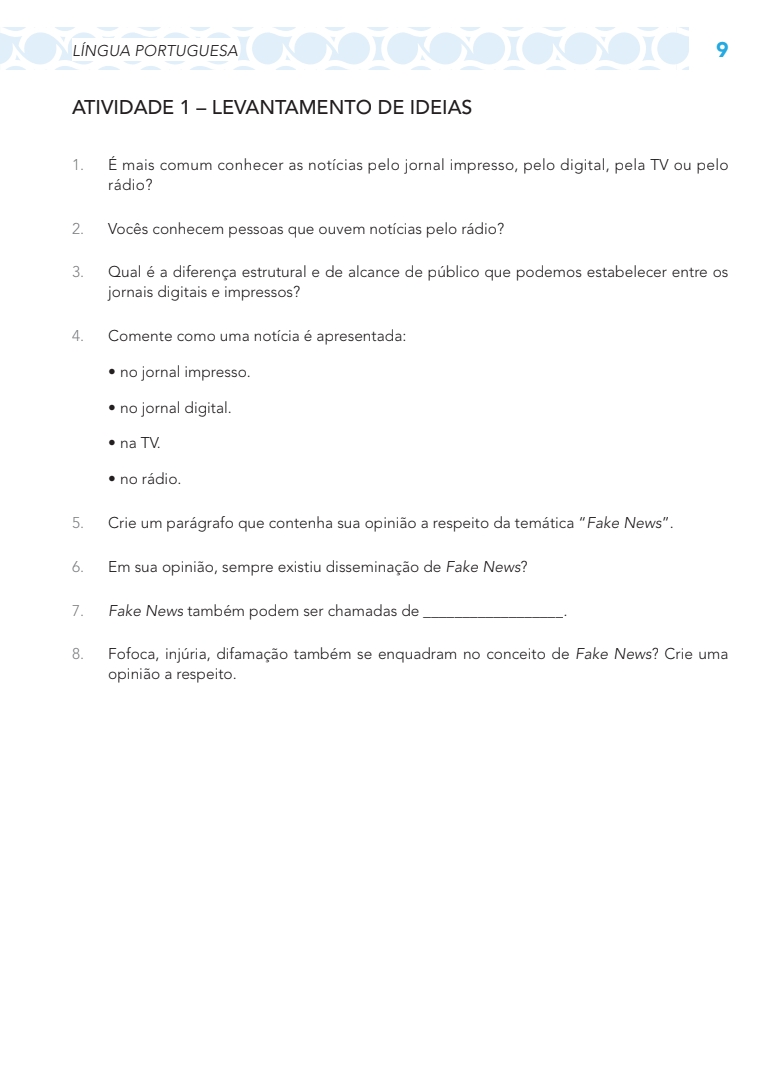 LÍNGUA PORTUGUESA
9
ATIVIDADE 1 – LEVANTAMENTO DE IDEIAS
1. É mais comum conhecer as notícias pelo jornal impresso, pelo digital, pela TV ou pelo
rádio?
2. Vocês conhecem pessoas que ouvem notícias pelo rádio?
3. Qual é a diferença estrutural e de alcance de público que podemos estabelecer entre os
jornais digitais e impressos?
4. Comente como uma notícia é apresentada:
• no jornal impresso.
• no jornal digital.
• na TV.
• no rádio.
5. Crie um parágrafo que contenha sua opinião a respeito da temática “Fake News”.
6. Em sua opinião, sempre existiu disseminação de Fake News?
7. Fake News também podem ser chamadas de __________________.
8. Fofoca, injúria, difamação também se enquadram no conceito de Fake News? Crie uma
opinião a respeito.